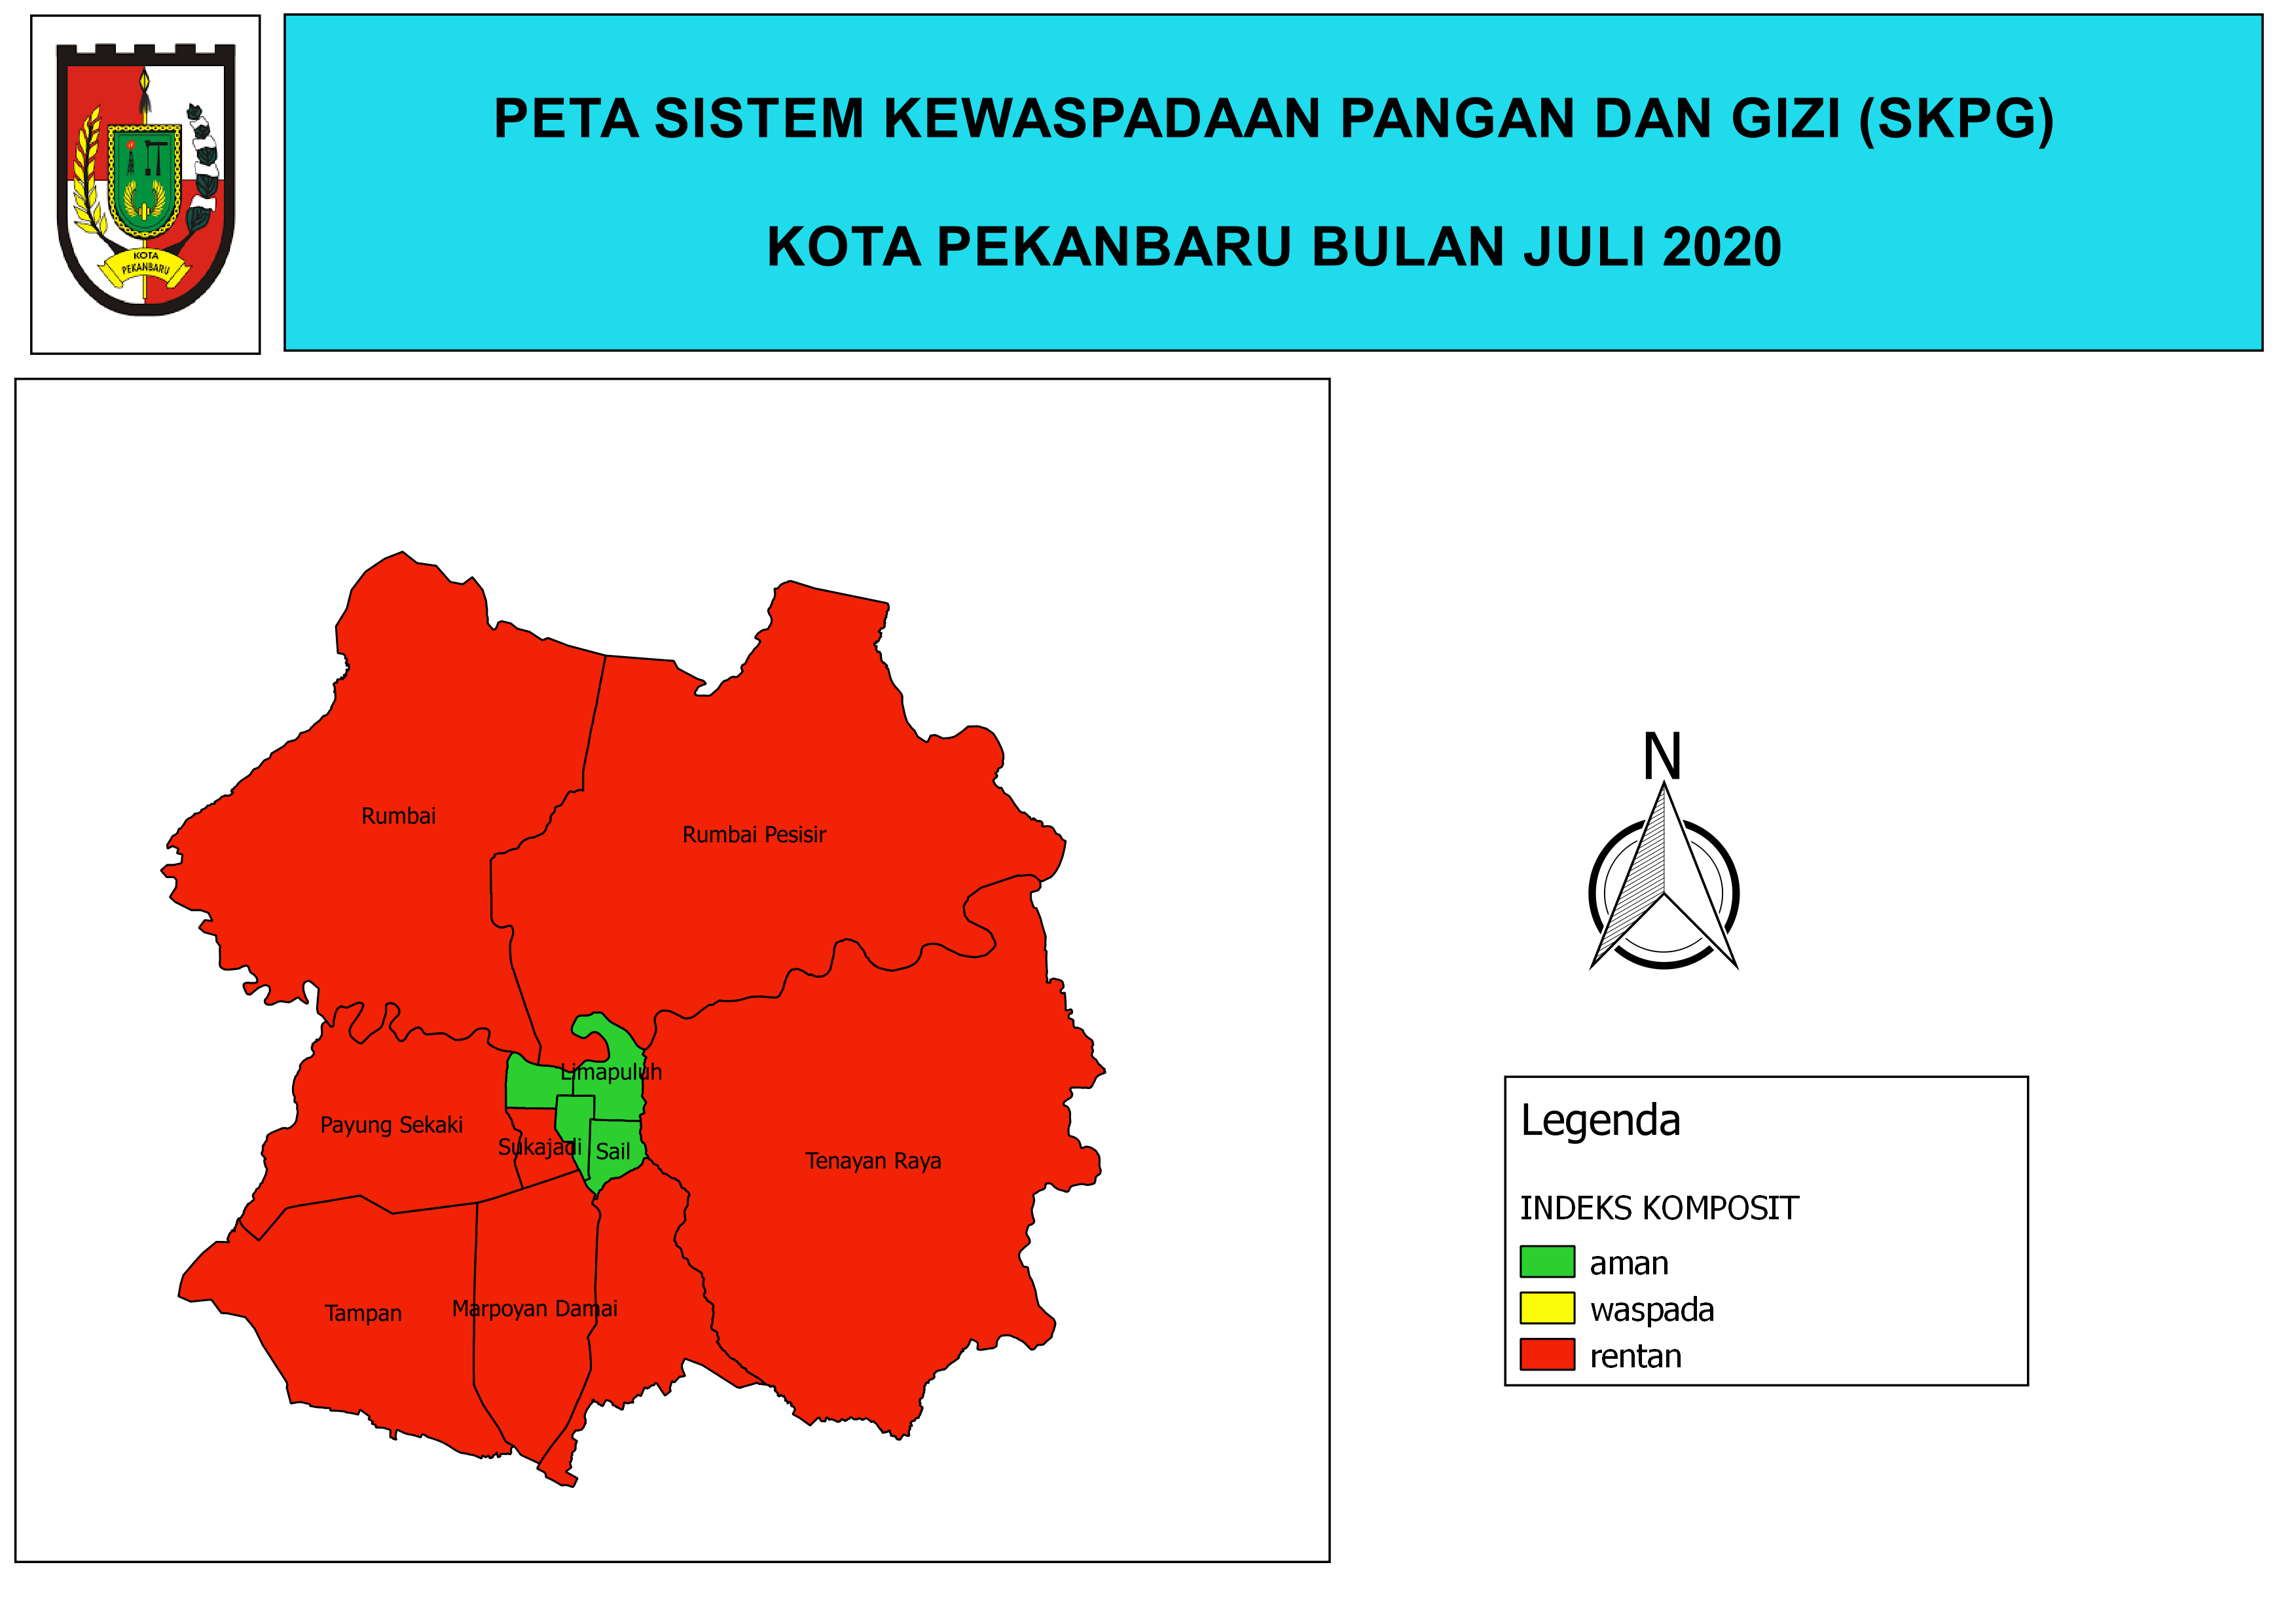 KOTA
PEKANBARU
PETA SISTEM KEWASPADAAN PANGAN DAN GIZI (SKPG)
KOTA PEKANBARU BULAN JULI 2020
Rumbai
Rumbai Pesisir
Limapuluh
Payung Sekaki
Sukajadi
Sail
Tenayan Raya
Tampan
Marpoyan Damai
N
Legenda
INDEKS KOMPOSIT
aman
waspada
rentan